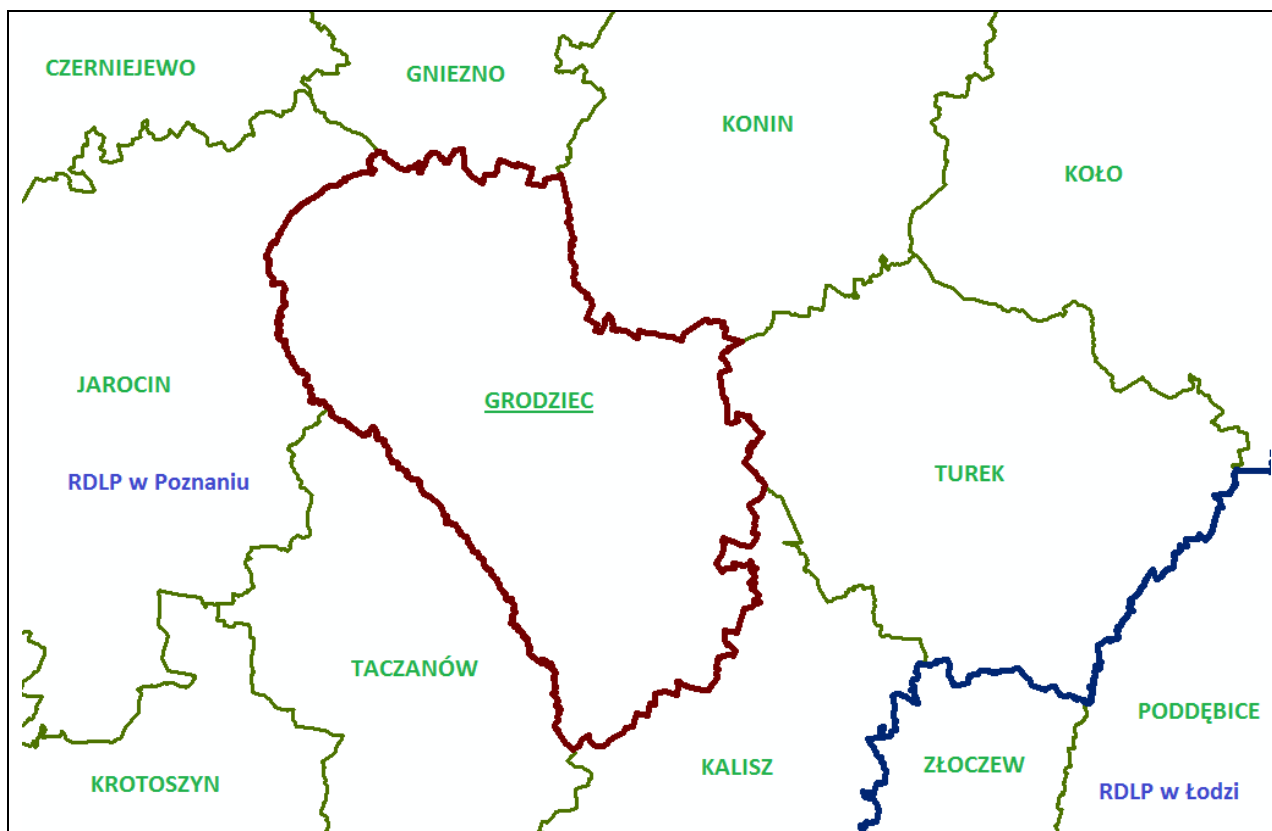 CZERNIEJEWO
GNIEZNO
KONIN
KOŁO
JAROCIN
GRODZIEC
RDLP w Poznaniu
TUREK
TACZANÓW
PODDĘBICE
KROTOSZYN
KALISZ
ZŁOCZEW
RDLP w Łodzi